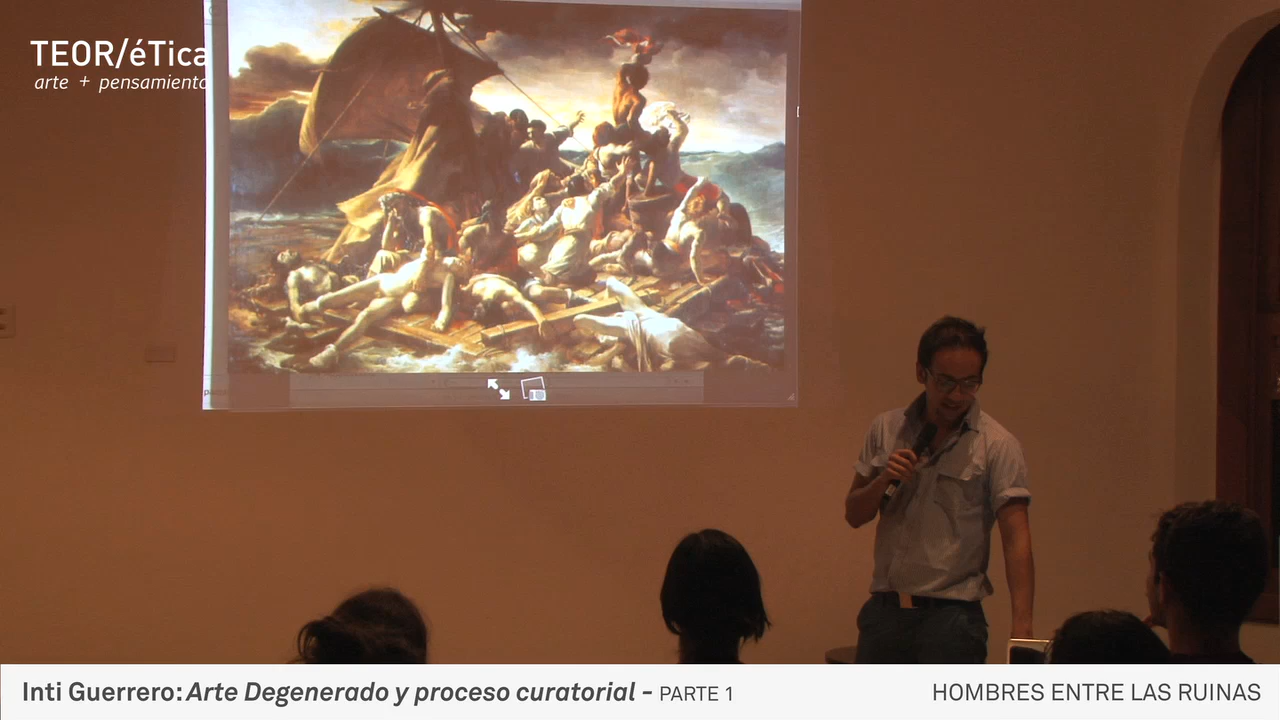 TEOR/éTica
arte + pensamiento
Inti Guerrero: Arte Degenerado y proceso curatorial - PARTE 1
HOMBRES ENTRE LAS RUINAS